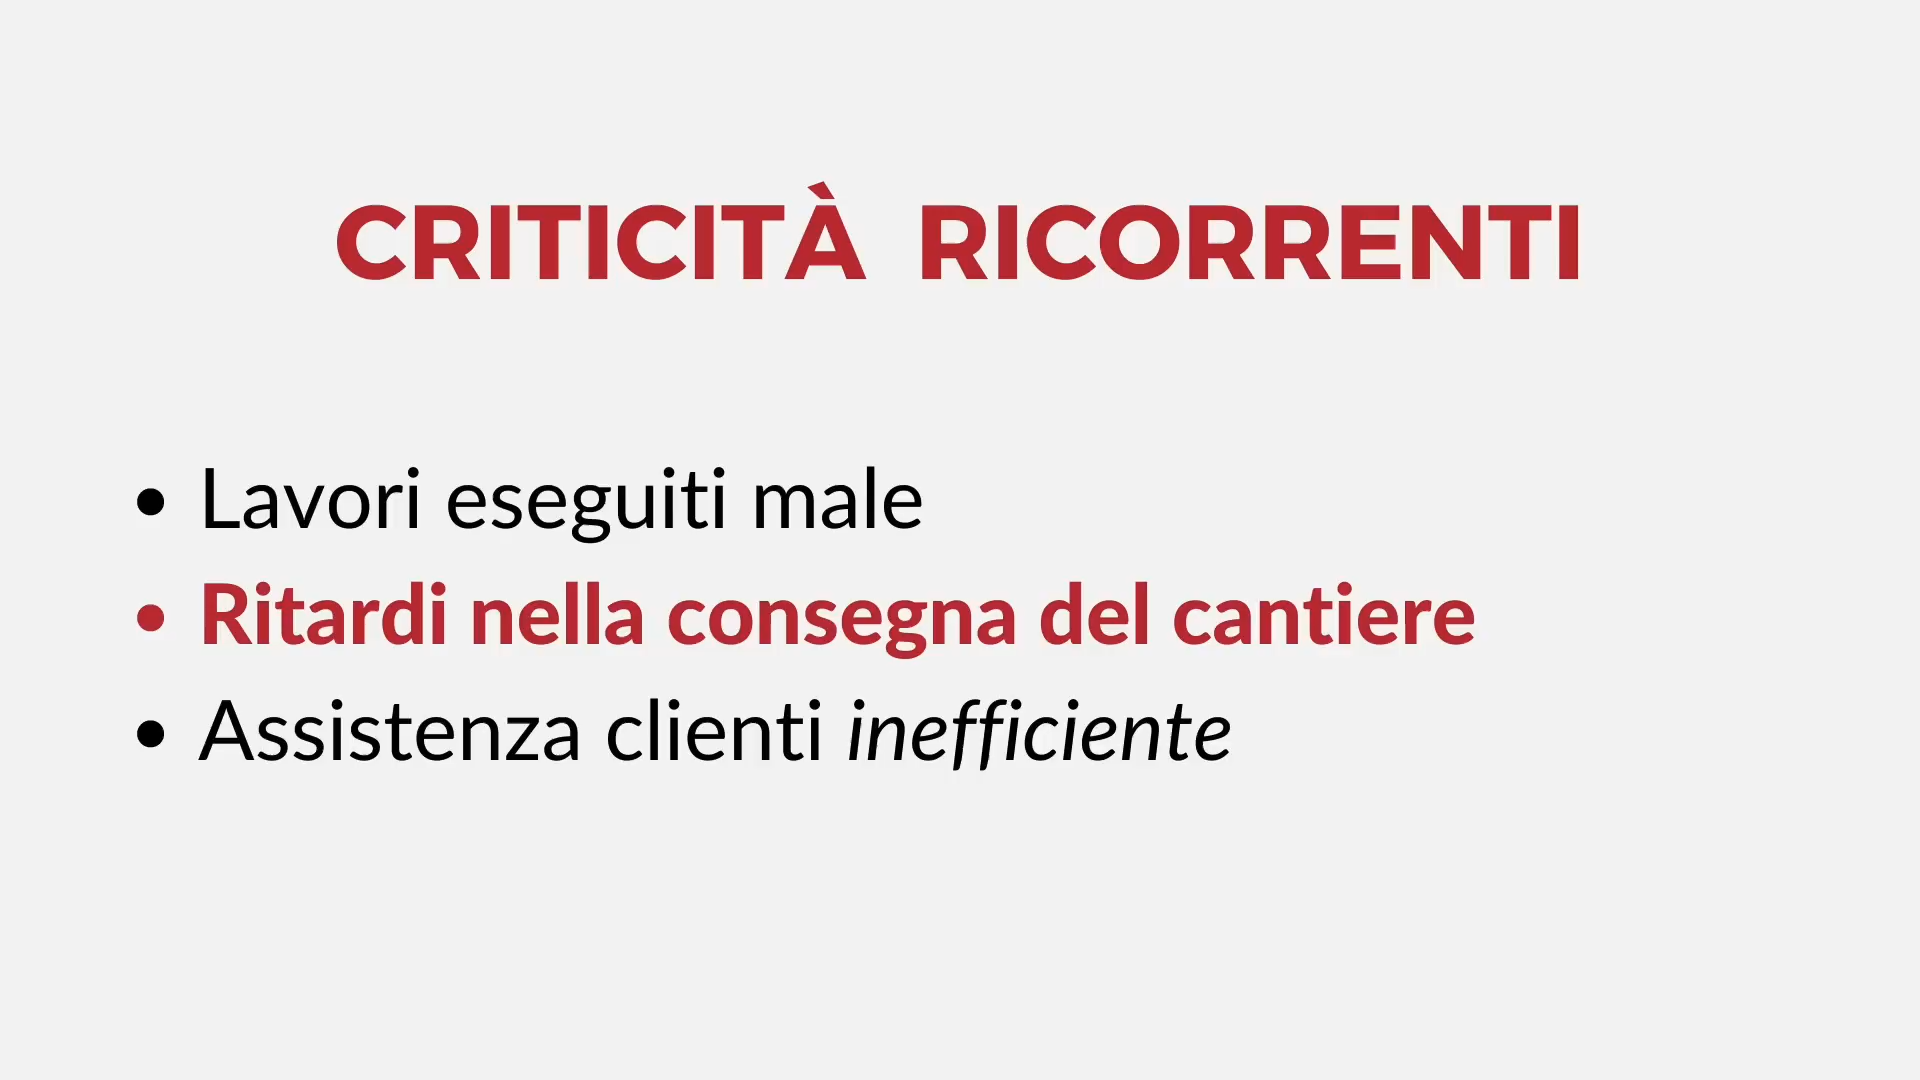 CRITICITÀ RICORRENTI
• Lavori eseguiti male
• Ritardi nella consegna del cantiere
• Assistenza clienti inefficiente